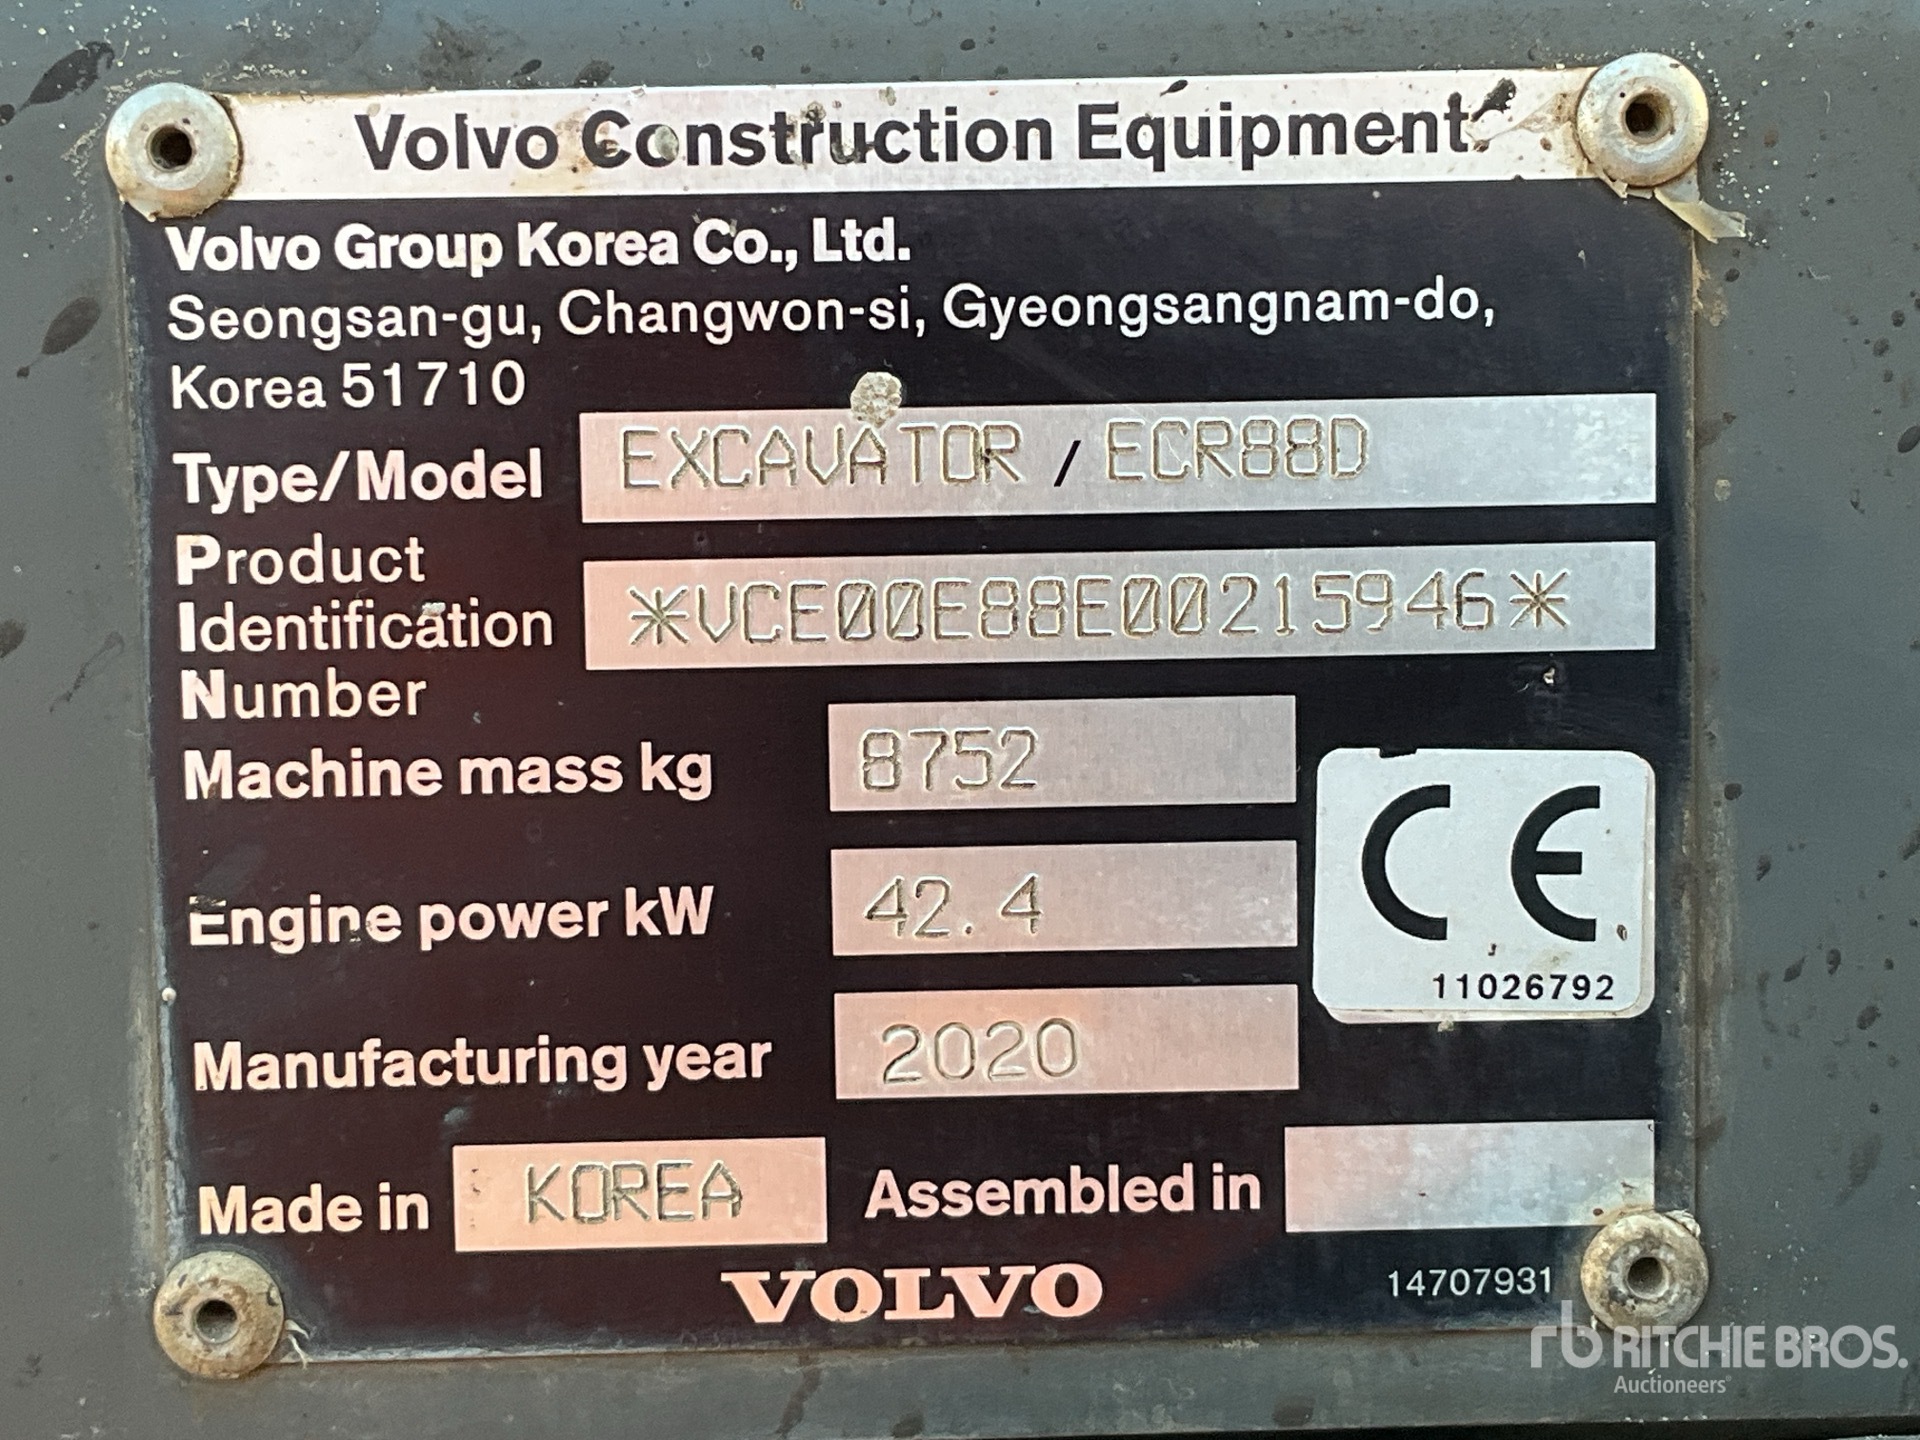 Volvo Construction Equipment
Volvo Group Korea Co., Ltd.
Seongsan-gu, Changwon-si, Gyeongsangnam-do,
Korea 51710
Type/Model EXCAVATOR / ECR88D
Product
Identification *VCE00E88E00215946*
Number
Machine mass kg 8752
Engine power kW 42.4
CE
11026792
Manufacturing year 2020
Made in KOREA Assembled in
VOLVO 14707931
rb RITCHIE BROS.
Auctioneers